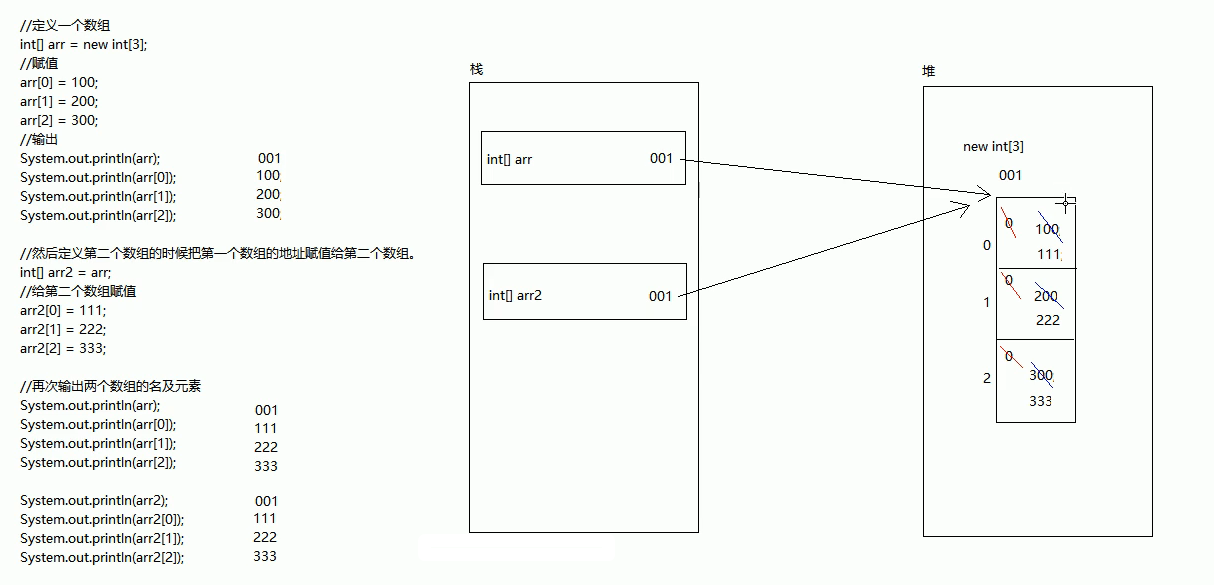 //定义一个数组
int[] arr = new int[3];
//赋值
arr[0] = 100;
arr[1] = 200;
arr[2] = 300;
//输出
System.out.println(arr); 001
System.out.println(arr[0]); 100;
System.out.println(arr[1]); 200;
System.out.println(arr[2]); 300;
//然后定义第二个数组的时候把第一个数组的地址赋值给第二个数组。
int[] arr2 = arr;
//给第二个数组赋值
arr2[0] = 111;
arr2[1] = 222;
arr2[2] = 333;
//再次输出两个数组的名及元素
System.out.println(arr); 001
System.out.println(arr[0]); 111
System.out.println(arr[1]); 222
System.out.println(arr[2]); 333
System.out.println(arr2); 001
System.out.println(arr2[0]); 111
System.out.println(arr2[1]); 222
System.out.println(arr2[2]); 333
栈
int[] arr 001
int[] arr2 001
堆
new int[3]
001
0 100
0
111;
0 200
1
222
0
2 300;
333